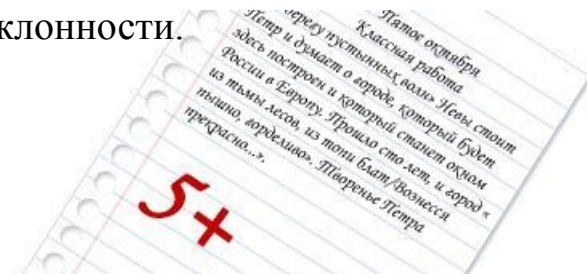 клонности.
Пятое октября
Классная работа
берегу пустынных волн» Невы стоит
Петр и думает о городе, который будет
здесь построен и который станет окном
России в Европу. Прошло сто лет, и город «
из тьмы лесов, из топи блат/Вознесся
пышно, горделиво». Творенье Петра
прекрасно...».
5+